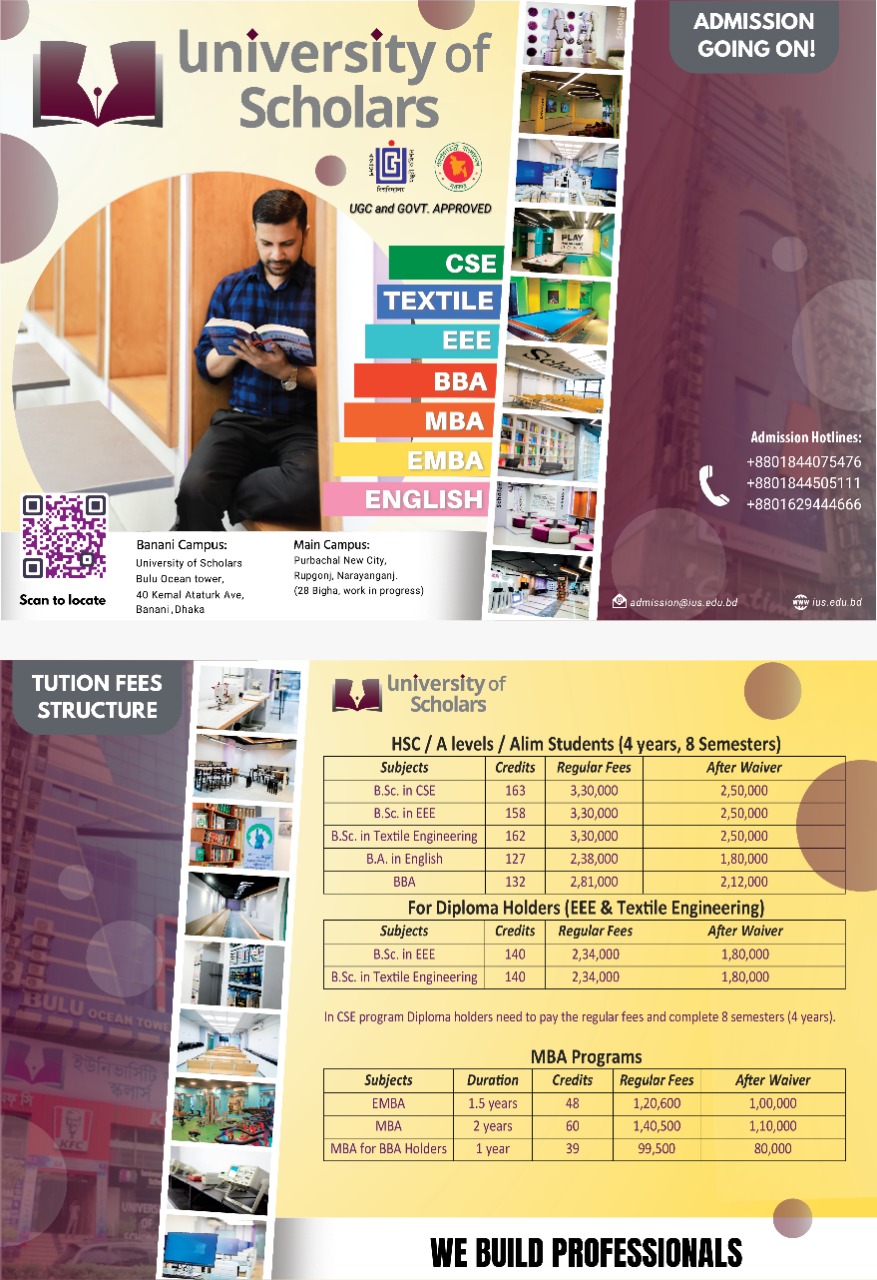 university of
Scholars
ADMISSION
GOING ON!
UGC and GOVT. APPROVED
CSE
TEXTILE
EEE
BBA
MBA
EMBA
ENGLISH
PLAY
Scholars
Admission Hotlines:
+8801844075476
+8801844505111
+8801629444666
Scan to locate
Banani Campus:
University of Scholars
Bulu Ocean tower,
40 Kemal Ataturk Ave,
Banani, Dhaka
Main Campus:
Purbachal New City,
Rupgonj, Narayanganj.
(28 Bigha, work in progress)
admission@ius.edu.bd
www ius.edu.bd
TUTION FEES
STRUCTURE
university of
Scholars
HSC / A levels / Alim Students (4 years, 8 Semesters)
Subjects Credits Regular Fees After Waiver
B.Sc. in CSE 163 3,30,000 2,50,000
B.Sc. in EEE 158 3,30,000 2,50,000
B.Sc. in Textile Engineering 162 3,30,000 2,50,000
B.A. in English 127 2,38,000 1,80,000
BBA 132 2,81,000 2,12,000
For Diploma Holders (EEE & Textile Engineering)
Subjects Credits Regular Fees After Waiver
B.Sc. in EEE 140 2,34,000 1,80,000
B.Sc. in Textile Engineering 140 2,34,000 1,80,000
In CSE program Diploma holders need to pay the regular fees and complete 8 semesters (4 years).
MBA Programs
Subjects Duration Credits Regular Fees After Waiver
EMBA 1.5 years 48 1,20,600 1,00,000
MBA 2 years 60 1,40,500 1,10,000
MBA for BBA Holders 1 year 39 99,500 80,000
BULU OCEAN TOWE
ইউনিভার্সিটি
স্কলার্স
KFC
WE BUILD PROFESSIONALS